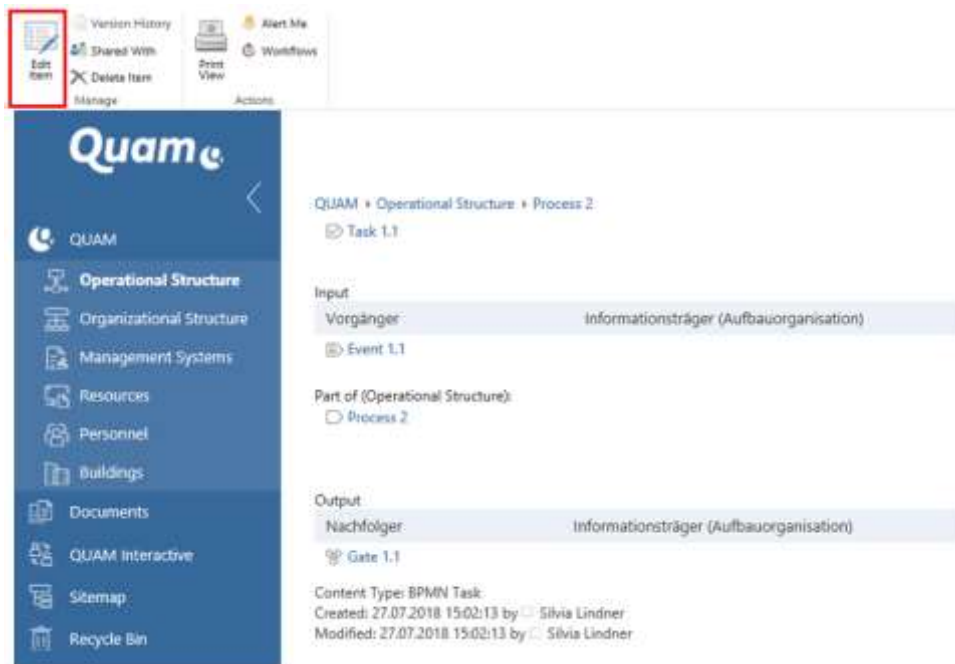 Version History
Alert Me
Shared With
Workflows
Edit Item
Print View
Delete Item
Manage
Actions
Quam
QUAM
Operational Structure
Organizational Structure
Management Systems
Resources
Personnel
Buildings
Documents
QUAM Interactive
Sitemap
Recycle Bin
QUAM Operational Structure Process 2
Task 1.1
Input
Vorgänger Informationsträger (Aufbauorganisation)
Event 1.1
Part of (Operational Structure):
Process 2
Output
Nachfolger Informationsträger (Aufbauorganisation)
Gate 1.1
Content Type: BPMN Task
Created: 27.07.2018 15:02:13 by Silvia Lindner
Modified: 27.07.2018 15:02:13 by Silvia Lindner